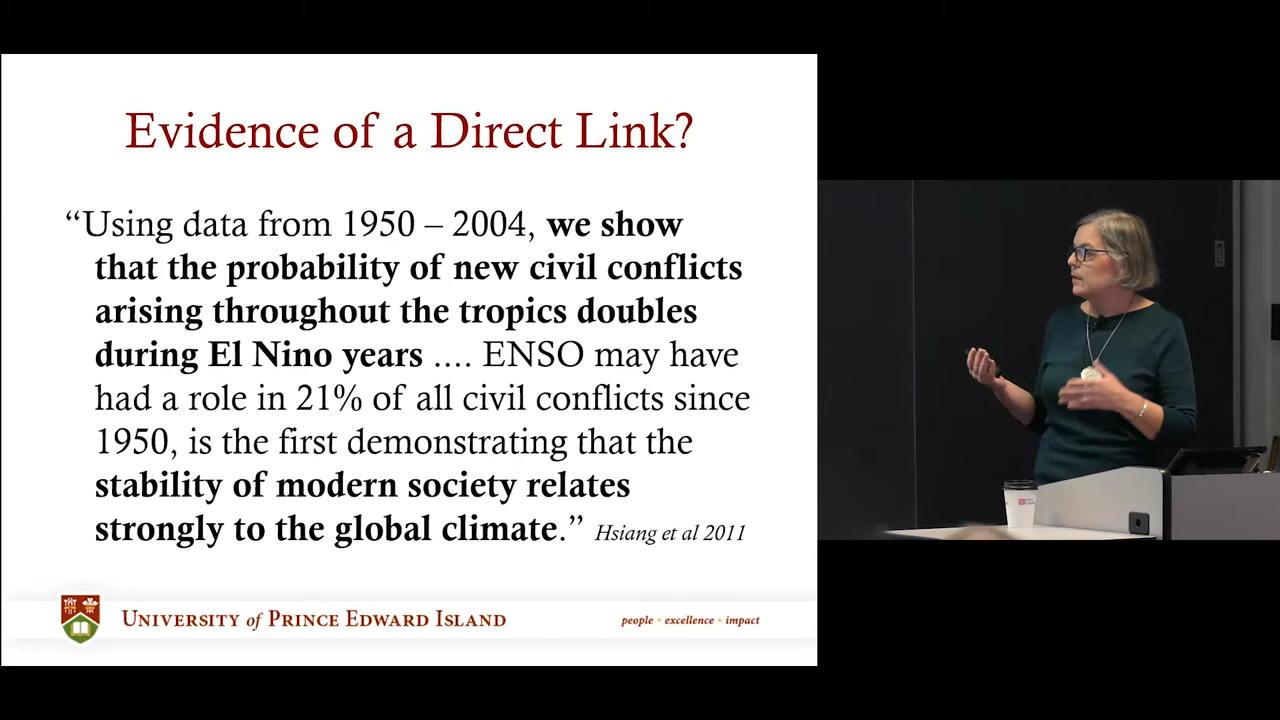 Evidence of a Direct Link?
“Using data from 1950 – 2004, we show
that the probability of new civil conflicts
arising throughout the tropics doubles
during El Nino years .... ENSO may have
had a role in 21% of all civil conflicts since
1950, is the first demonstrating that the
stability of modern society relates
strongly to the global climate.” Hsiang et al 2011
UNIVERSITY of PRINCE EDWARD ISLAND
people • excellence • impact